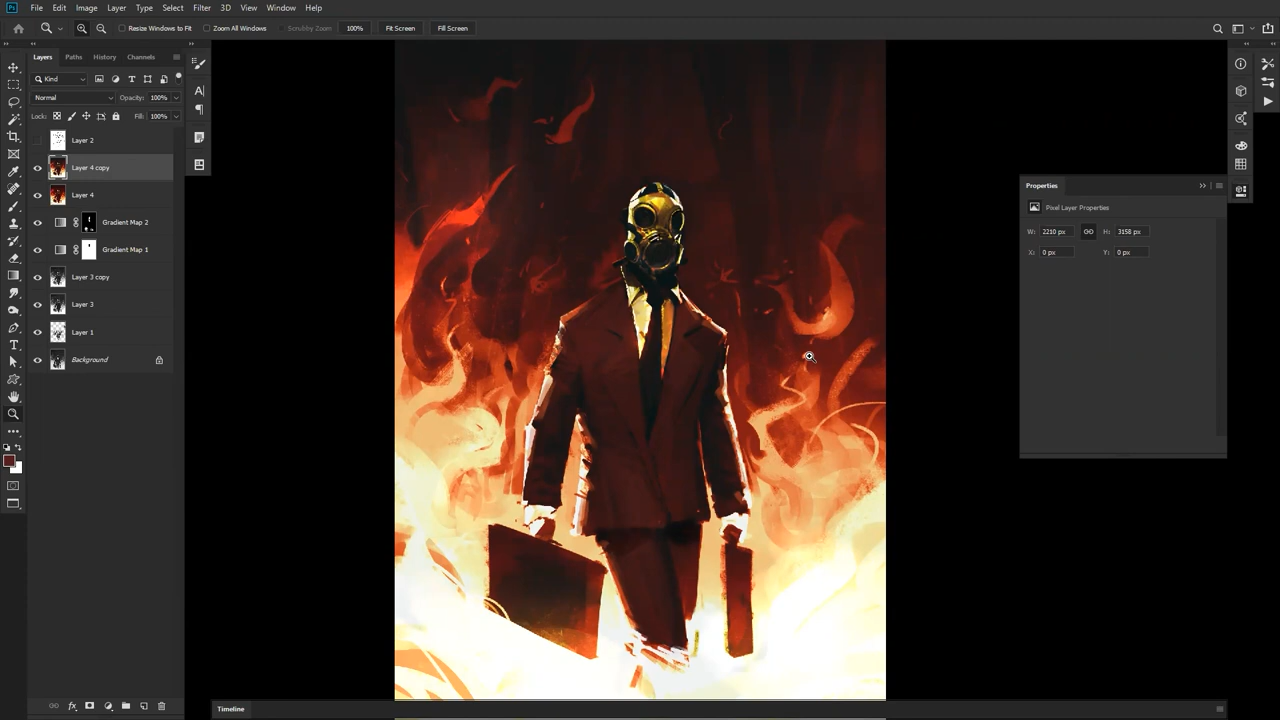 Ps File Edit Image Layer Type Select Filter 3D View Window Help
Resize Windows to Fit Zoom All Windows Scrubby Zoom 100% Fit Screen Fill Screen
Layers Paths History Channels
Kind
Normal Opacity: 100%
Lock: Fill: 100%
Layer 2
Layer 4 copy
Layer 4
Gradient Map 2
Gradient Map 1
Layer 3 copy
Layer 3
Layer 1
Background
Properties
Pixel Layer Properties
W: 2210 px H: 3158 px
X: 0 px Y: 0 px
Timeline